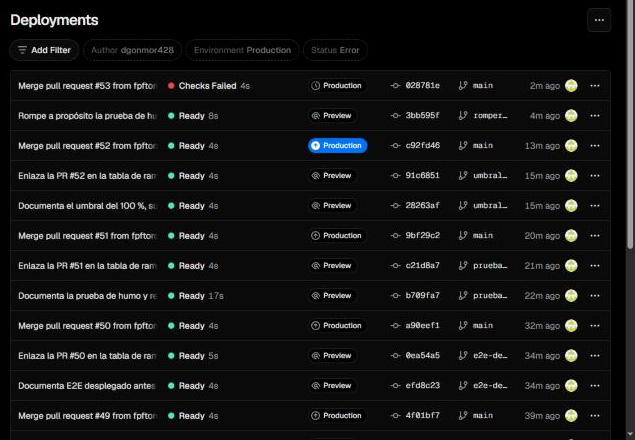 Deployments
Add Filter Author dgonmor428 Environment Production Status Error
Merge pull request #53 from fpftor Checks Failed 4s Production 028781e main 2m ago
Rompe a propósito la prueba de hu Ready 8s Preview 3bb595f romper… 4m ago
Merge pull request #52 from fpftor Ready 4s Production c92fd46 main 13m ago
Enlaza la PR #52 en la tabla de ram Ready 4s Preview 91c6851 umbral… 15m ago
Documenta el umbral del 100 %, su Ready 4s Preview 28263af umbral… 15m ago
Merge pull request #51 from fpftor Ready 4s Production 9bf29c2 main 20m ago
Enlaza la PR #51 en la tabla de ram Ready 4s Preview c21d8a7 prueba… 21m ago
Documenta la prueba de humo y re Ready 17s Preview b709fa7 prueba… 22m ago
Merge pull request #50 from fpftor Ready 4s Production a90eef1 main 32m ago
Enlaza la PR #50 en la tabla de ram Ready 5s Preview 0ea54a5 e2e-de… 34m ago
Documenta E2E desplegado antes Ready 4s Preview efd8c23 e2e-de… 34m ago
Merge pull request #49 from fpftor Ready 4s Production 4f01bf7 main 39m ago